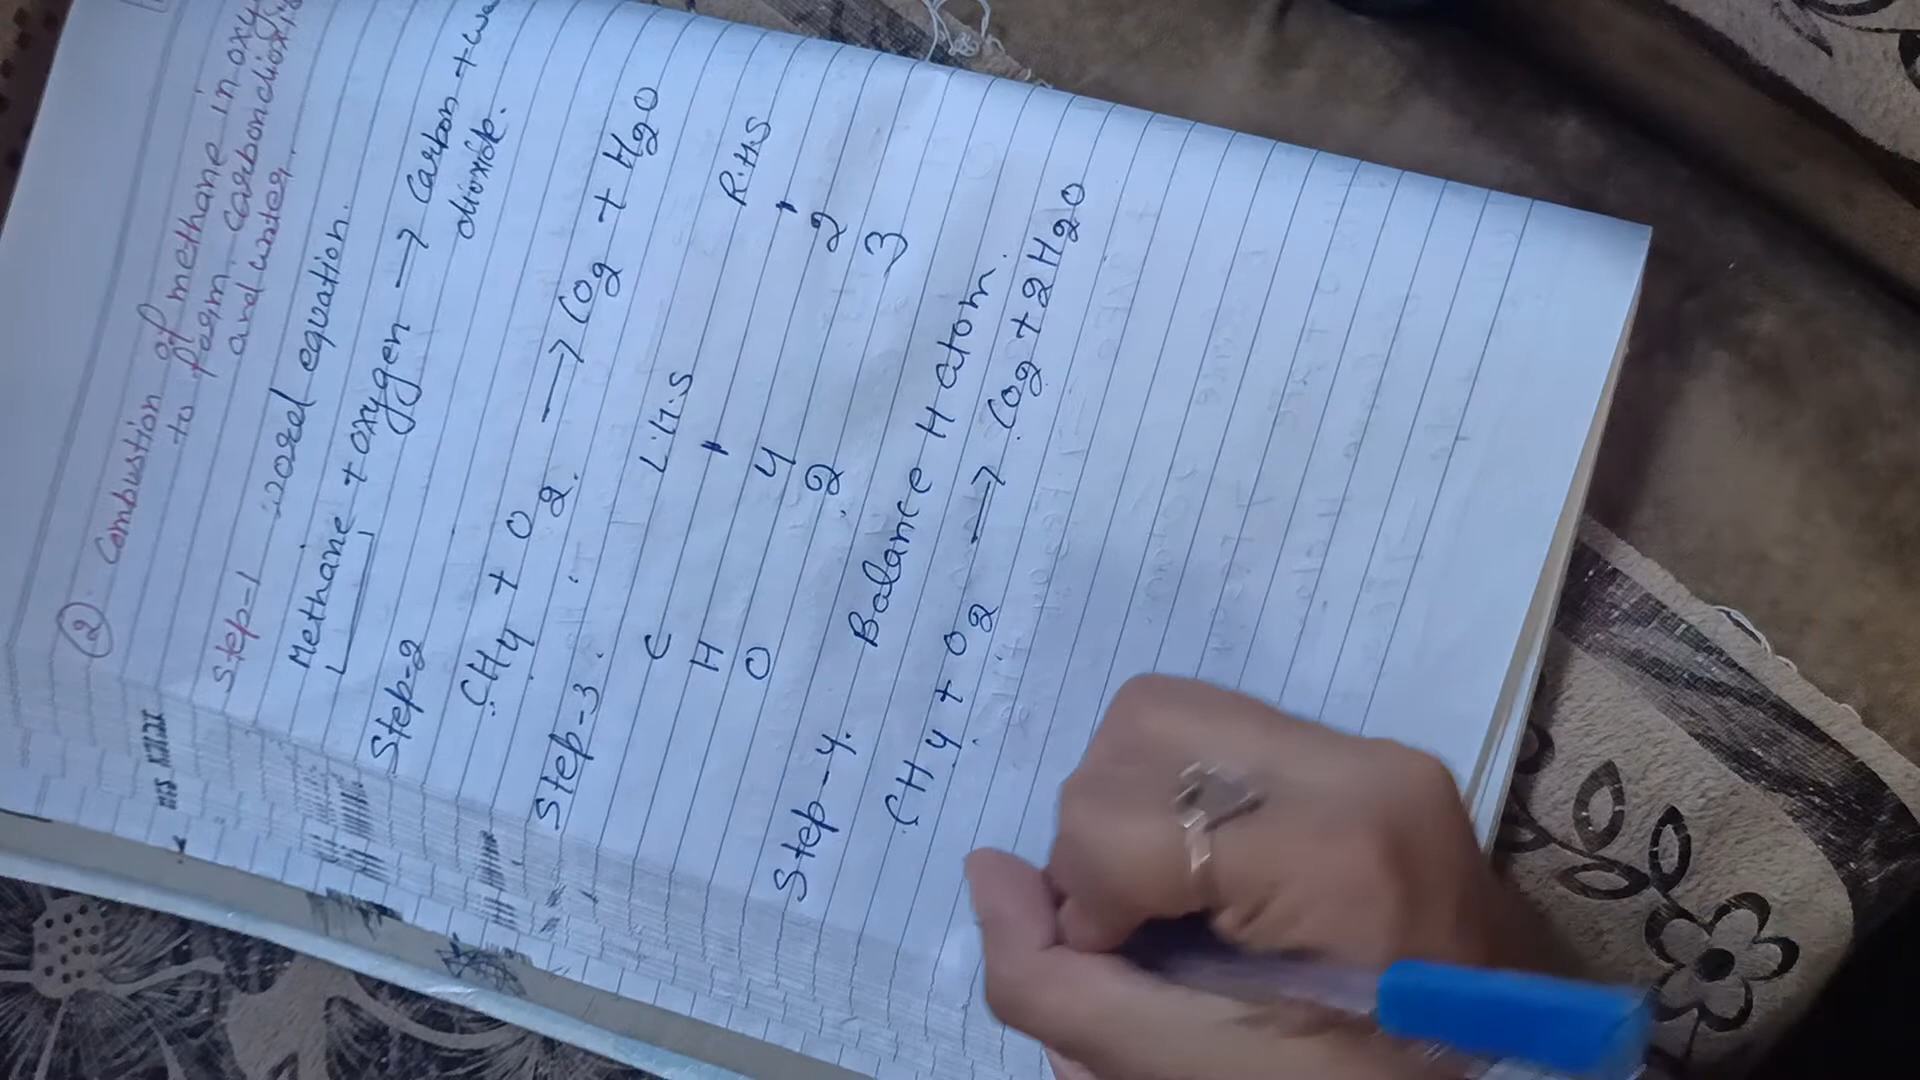 ② Combustion of methane in oxy
to form carbondioxi
and water.
Step-1 word equation.
Methane + oxygen → carbon + wa
dioxide.
Step-2
CH4 + O2. → CO2 + H2O
Step-3.
L.H.S R.H.S
C 1 1
H 4 2
O 2 3
Step-4. Balance H atom.
CH4 + O2 → CO2 + 2H2O